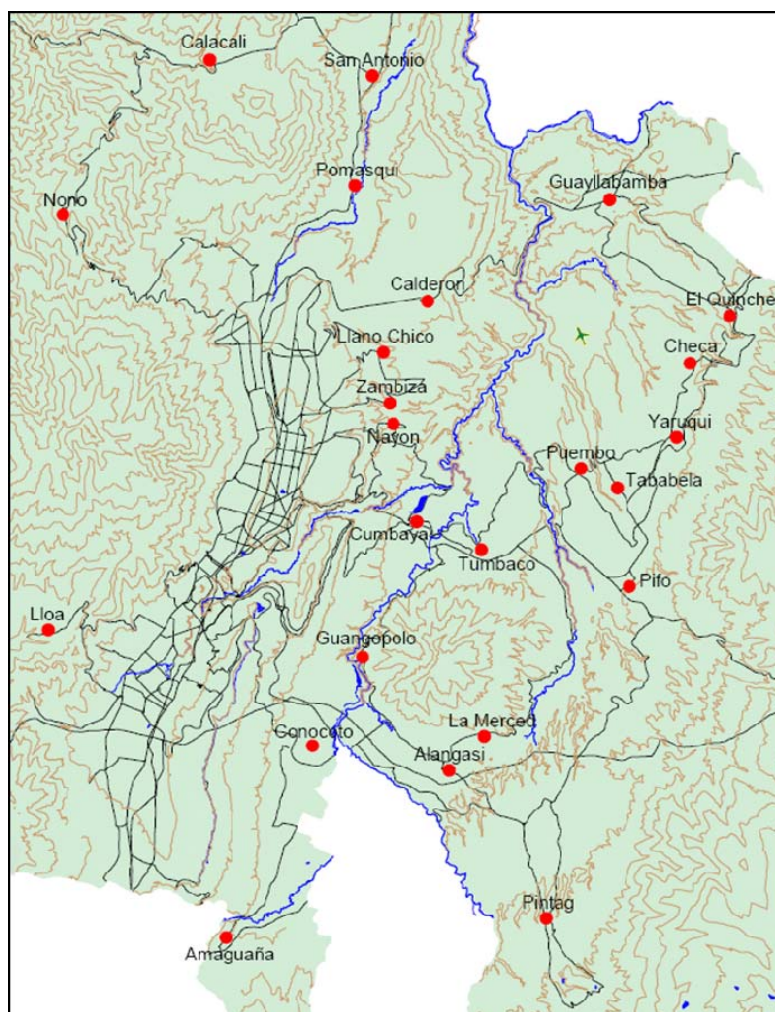 Calacali
San Antonio
Pomasqui
Guayllabamba
Nono
Calderon
El Quinche
Llano Chico
Checa
Zambizá
Nayon
Yaruqui
Puembo
Tababela
Cumbaya
Tumbaco
Pifo
Lloa
Guangopolo
La Merced
Conocoto
Alangasi
Pintag
Amaguaña